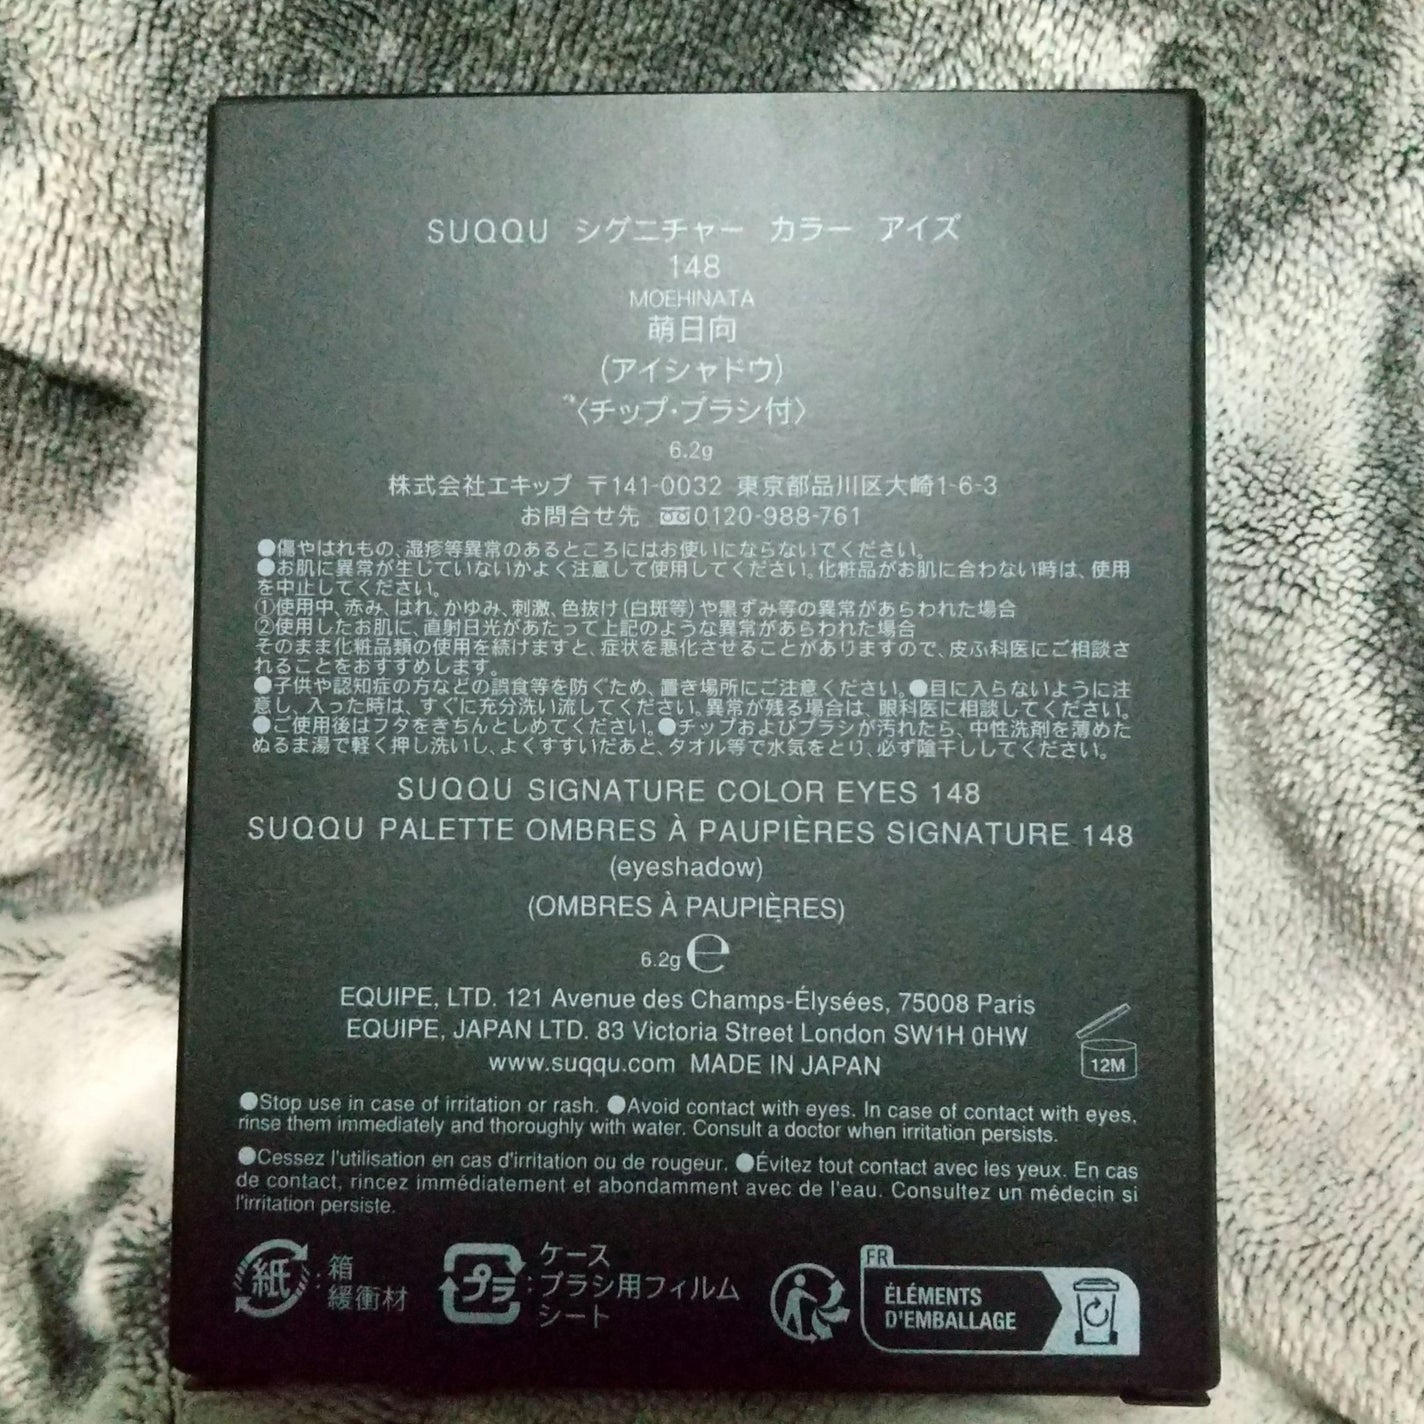 SUQQU シグニチャー カラー アイズ
148
MOEHINATA
萌日向
(アイシャドウ)
〈チップ・ブラシ付〉
6.2g
株式会社エキップ 〒141-0032 東京都品川区大崎1-6-3
お問合せ先 0120-988-761
●傷やはれもの、湿疹等異常のあるところにはお使いにならないでください。
●お肌に異常が生じていないかよく注意して使用してください。化粧品がお肌に合わない時は、使用
を中止してください。
①使用中、赤み、はれ、かゆみ、刺激、色抜け(白斑等)や黒ずみ等の異常があらわれた場合
②使用したお肌に、直射日光があたって上記のような異常があらわれた場合
そのまま化粧品類の使用を続けますと、症状を悪化させることがありますので、皮ふ科医にご相談さ
れることをおすすめします。
●子供や認知症の方などの誤食等を防ぐため、置き場所にご注意ください。●目に入らないように注
意し、入った時は、すぐに充分洗い流してください。異常が残る場合は、眼科医に相談してください。
●ご使用後はフタをきちんとしめてください。●チップおよびブラシが汚れたら、中性洗剤を薄めた
ぬるま湯で軽く押し洗いし、よくすすいだあと、タオル等で水気をとり、必ず陰干ししてください。
SUQQU SIGNATURE COLOR EYES 148
SUQQU PALETTE OMBRES À PAUPIÈRES SIGNATURE 148
(eyeshadow)
(OMBRES À PAUPIÈRES)
6.2g ℮
EQUIPE, LTD. 121 Avenue des Champs-Élysées, 75008 Paris
EQUIPE, JAPAN LTD. 83 Victoria Street London SW1H 0HW
www.suqqu.com MADE IN JAPAN
12M
●Stop use in case of irritation or rash. ●Avoid contact with eyes. In case of contact with eyes,
rinse them immediately and thoroughly with water. Consult a doctor when irritation persists.
●Cessez l'utilisation en cas d'irritation ou de rougeur. ●Évitez tout contact avec les yeux. En cas
de contact, rincez immédiatement et abondamment avec de l'eau. Consultez un médecin si
l'irritation persiste.
紙 : 箱
緩衝材
プラ : ケース
ブラシ用フィルム
シート
FR
ÉLÉMENTS
D'EMBALLAGE